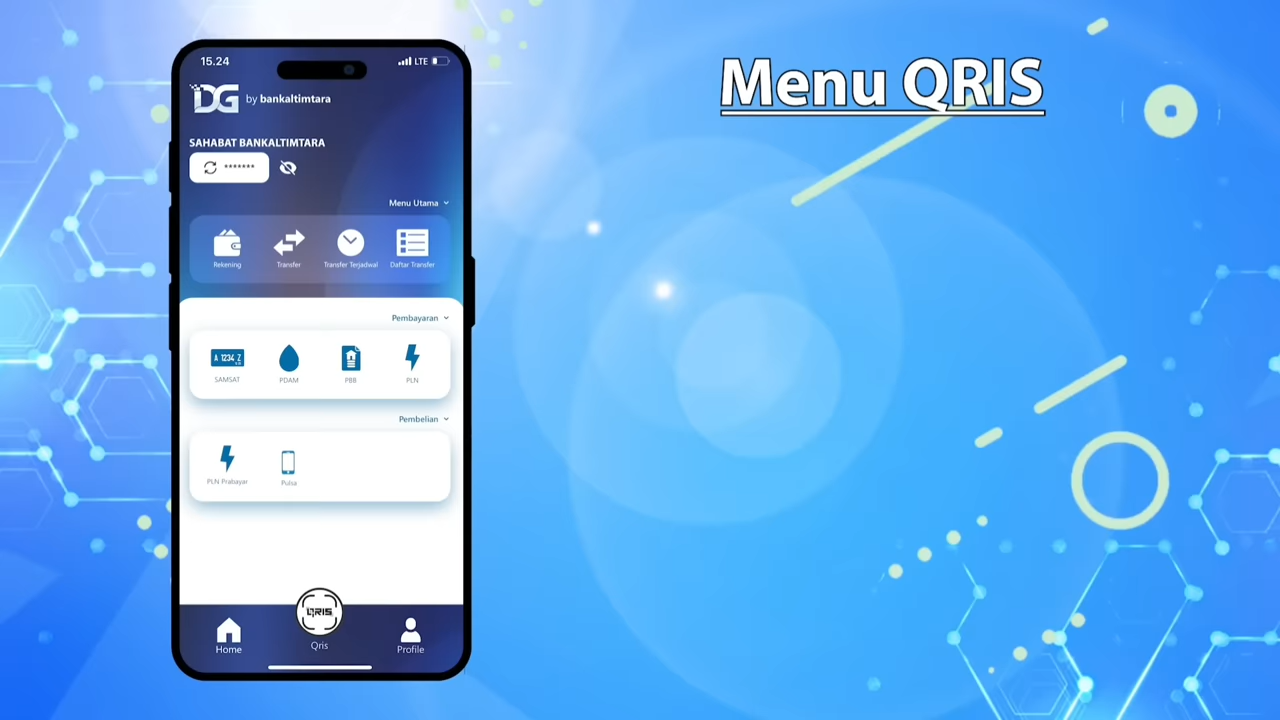 Menu QRIS
15.24
LTE
DG by bankaltimtara
SAHABAT BANKALTIMTARA
*******
Menu Utama
Rekening Transfer Transfer Terjadwal Daftar Transfer
Pembayaran
A 1234 Z
SAMSAT PDAM PBB PLN
Pembelian
PLN Prabayar Pulsa
QRIS
Home Qris Profile